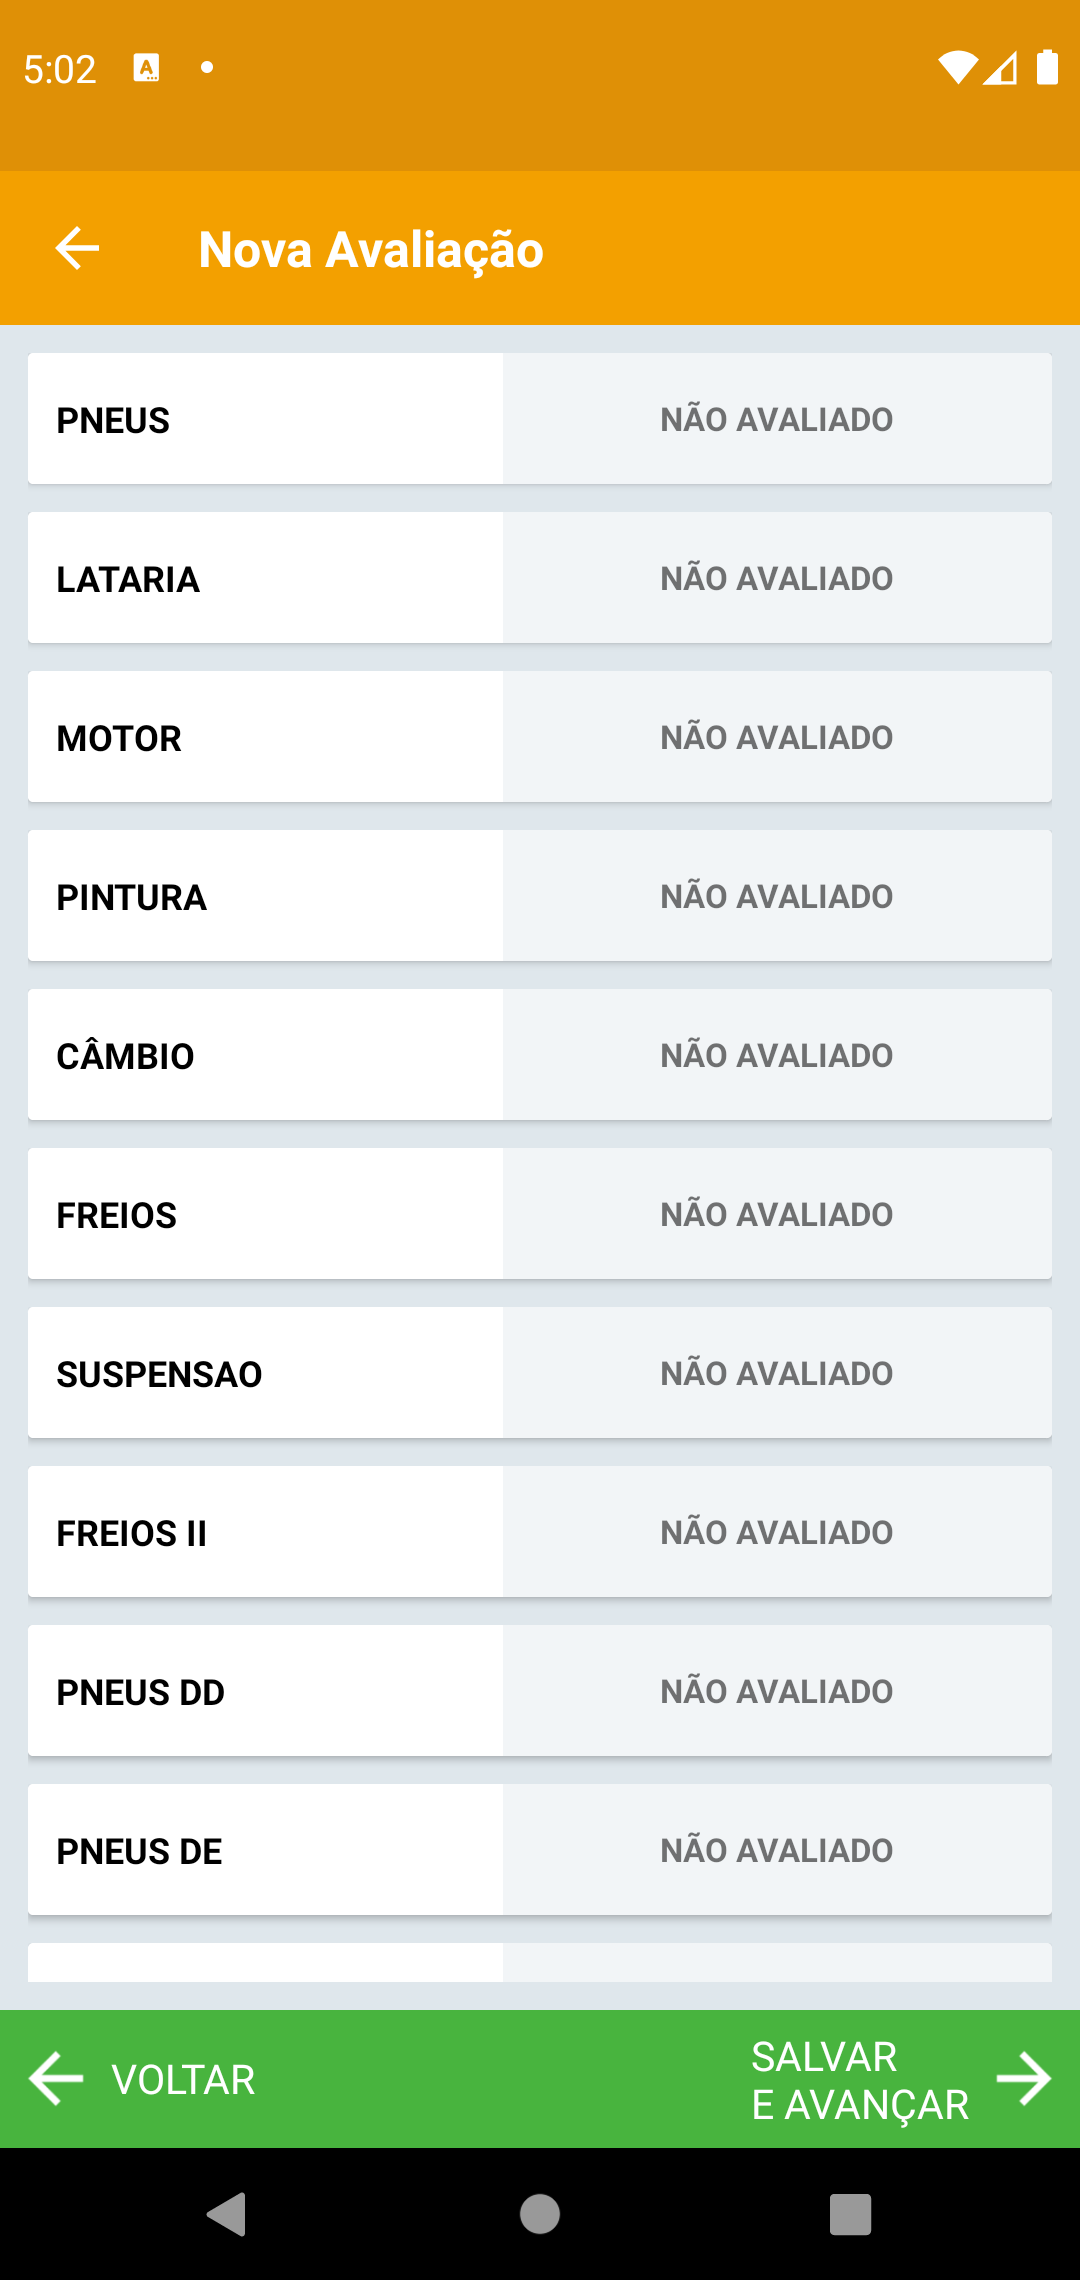 5:02
Nova Avaliação
PNEUS NÃO AVALIADO
LATARIA NÃO AVALIADO
MOTOR NÃO AVALIADO
PINTURA NÃO AVALIADO
CÂMBIO NÃO AVALIADO
FREIOS NÃO AVALIADO
SUSPENSAO NÃO AVALIADO
FREIOS II NÃO AVALIADO
PNEUS DD NÃO AVALIADO
PNEUS DE NÃO AVALIADO
VOLTAR
SALVAR
E AVANÇAR